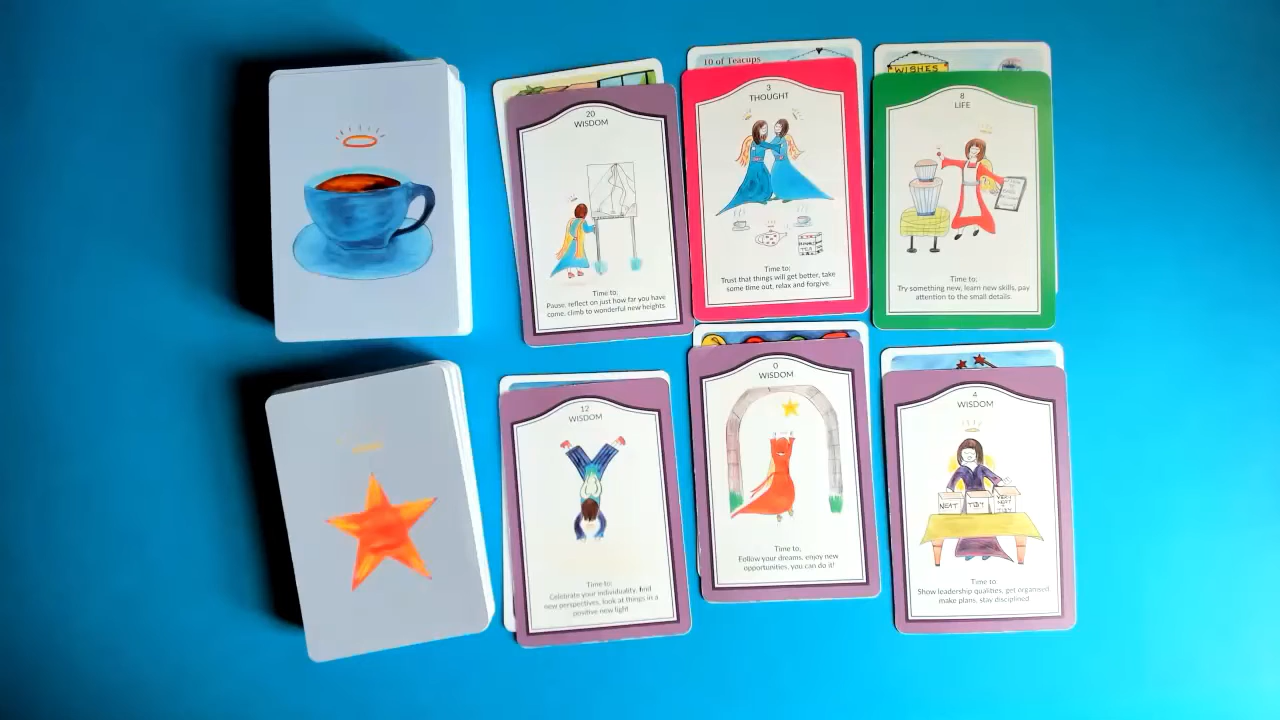 10 of Teacups
WISHES
20
WISDOM
Time to:
Pause, reflect on just how far you have
come, climb to wonderful new heights.
3
THOUGHT
Time to:
Trust that things will get better, take
some time out, relax and forgive.
8
LIFE
Time to:
Try something new, learn new skills, pay
attention to the small details.
12
WISDOM
Time to:
Celebrate your individuality, find
new perspectives, look at things in a
positive new light
0
WISDOM
Time to;
Follow your dreams, enjoy new
opportunities, you can do it!
4
WISDOM
NEAT
TIDY
VERY
NEAT
+
TIDY
Time to
Show leadership qualities, get organised
make plans, stay disciplined